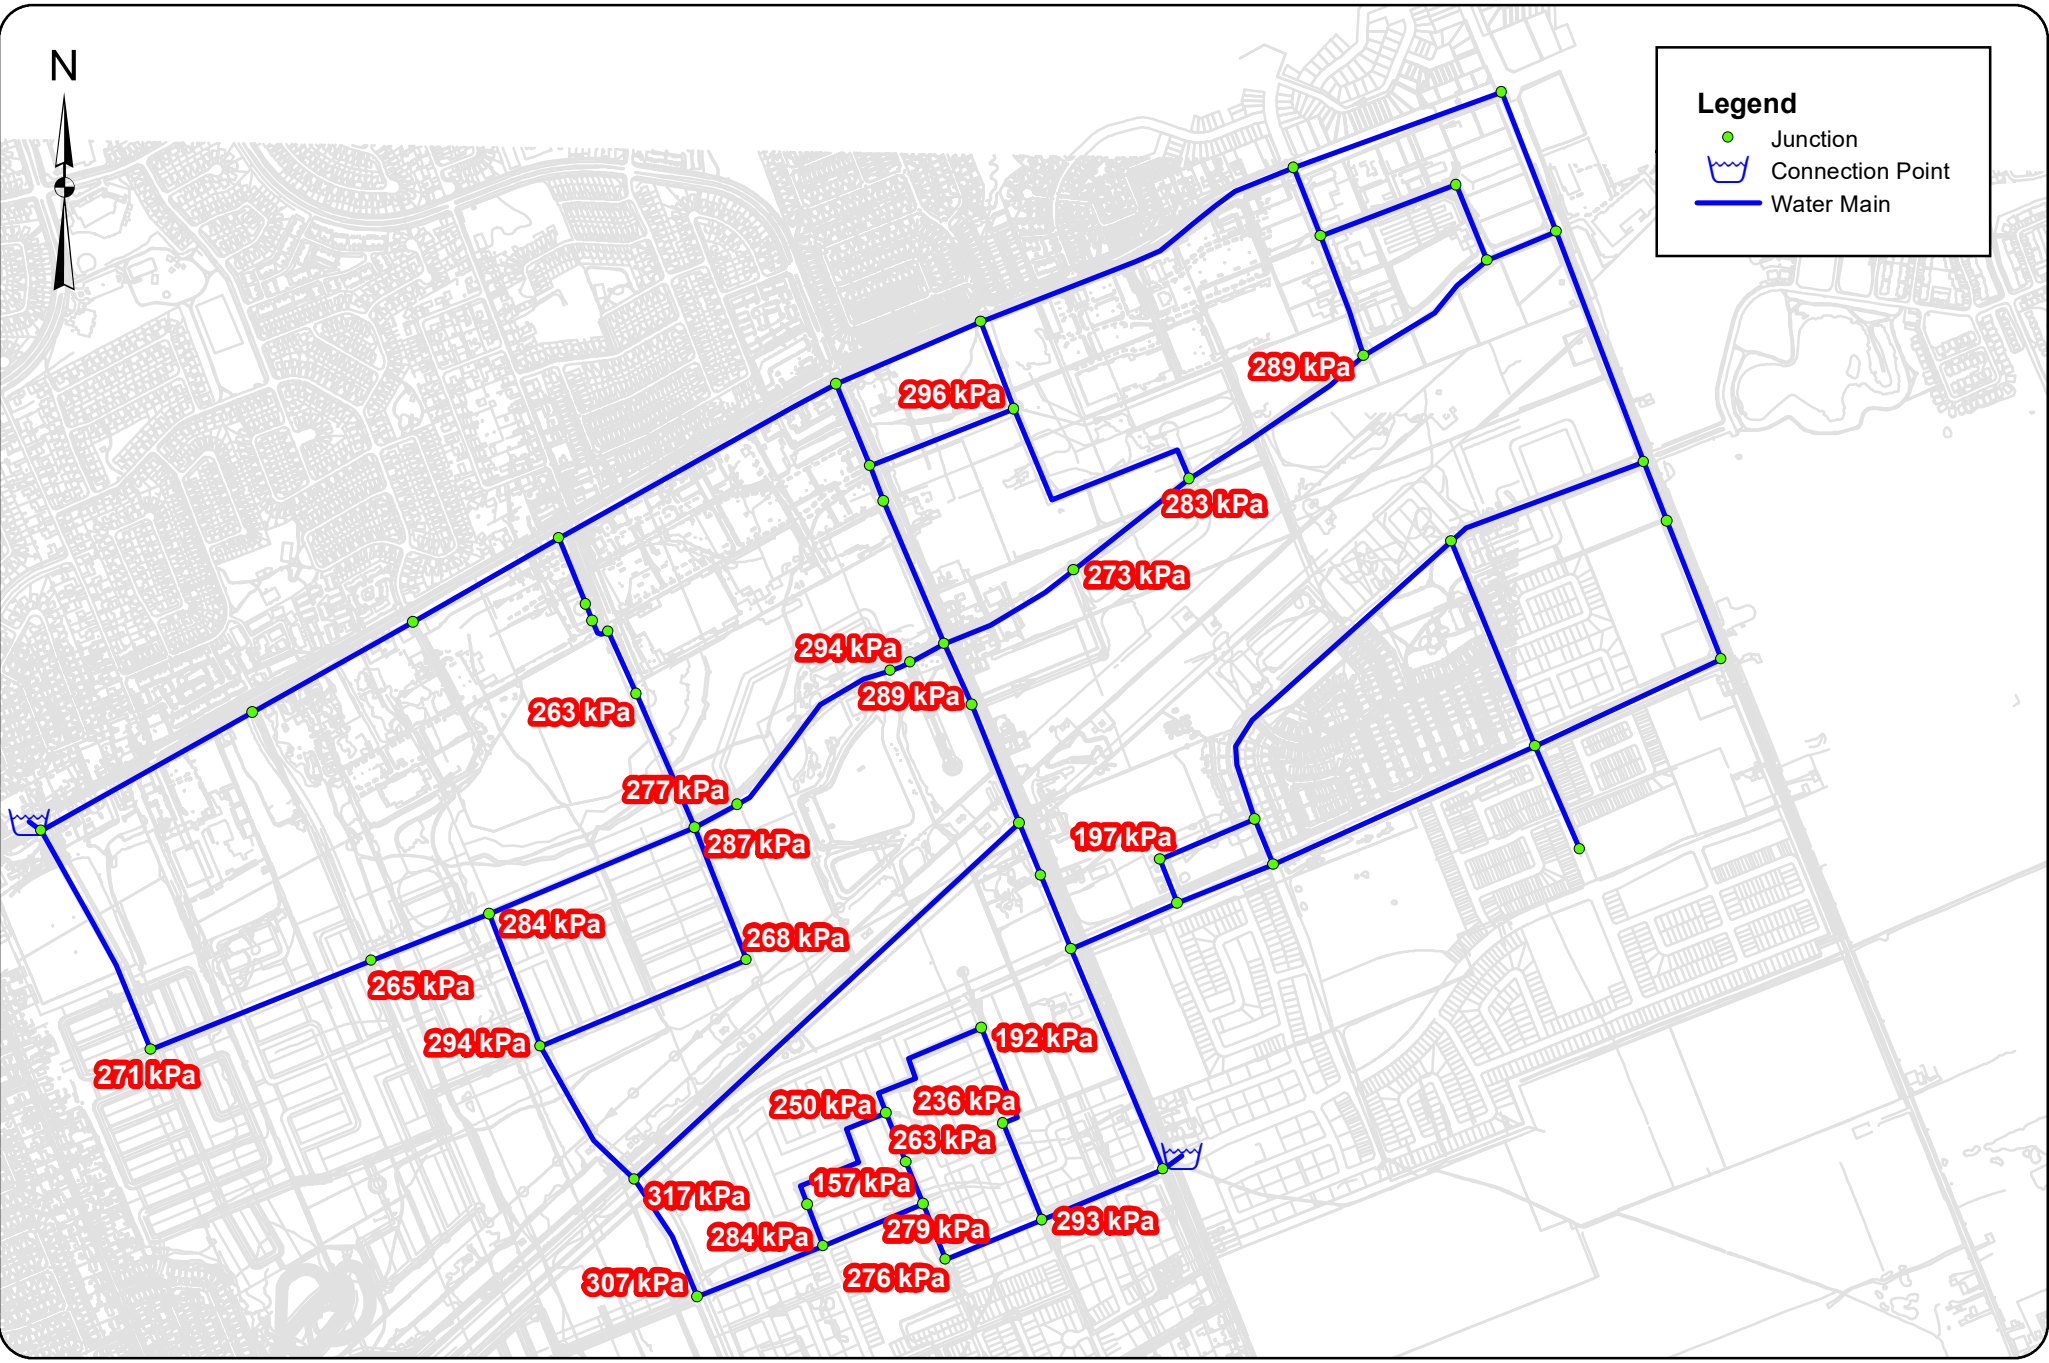 N
Legend
Junction
Connection Point
Water Main
289 kPa
296 kPa
283 kPa
273 kPa
294 kPa
289 kPa
263 kPa
277 kPa
287 kPa
197 kPa
284 kPa
268 kPa
265 kPa
294 kPa
192 kPa
271 kPa
250 kPa
236 kPa
263 kPa
157 kPa
317 kPa
293 kPa
279 kPa
284 kPa
276 kPa
307 kPa